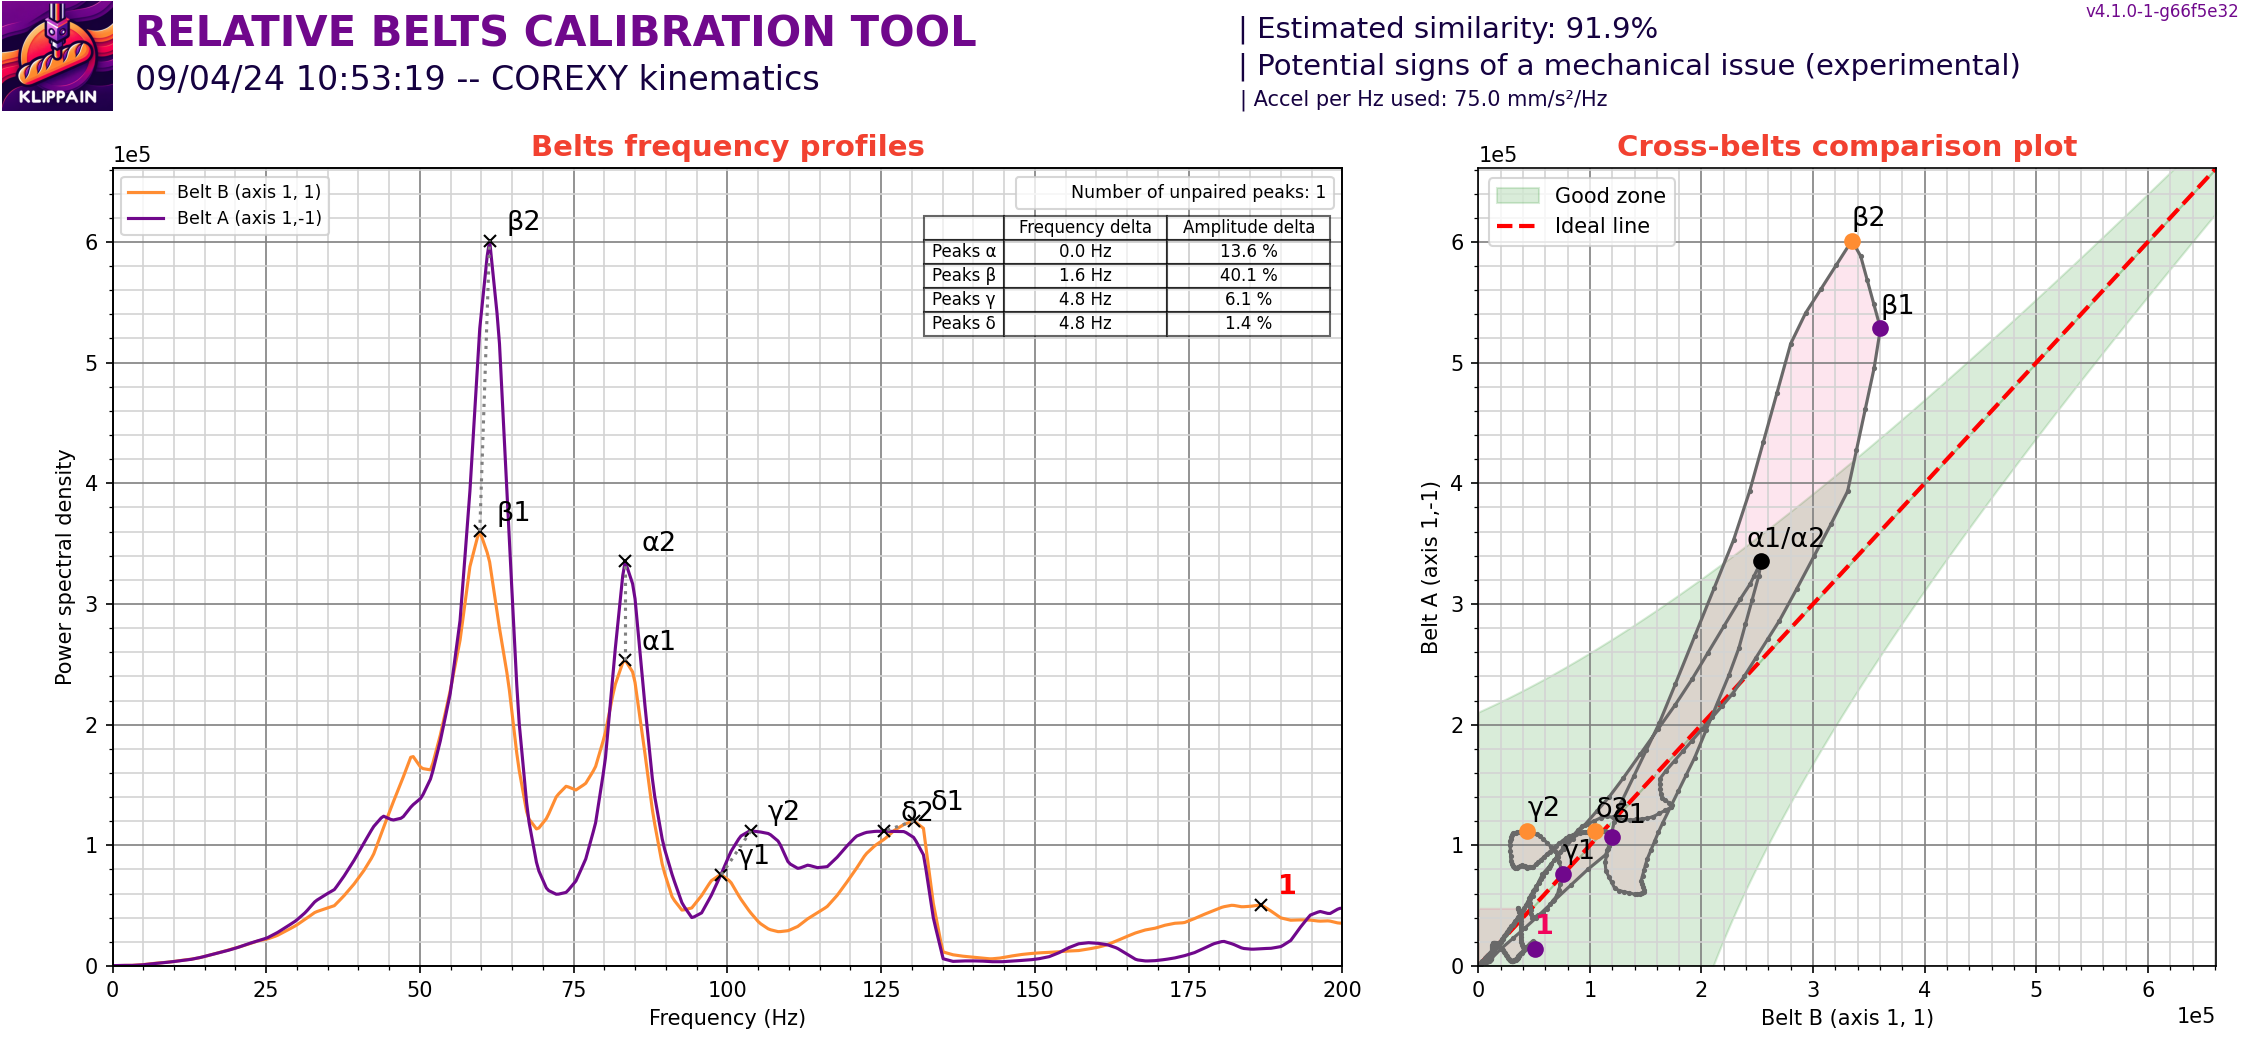 v4.1.0-1-g66f5e32
RELATIVE BELTS CALIBRATION TOOL
09/04/24 10:53:19 -- COREXY kinematics
KLIPPAIN
| Estimated similarity: 91.9%
| Potential signs of a mechanical issue (experimental)
| Accel per Hz used: 75.0 mm/s²/Hz
Belts frequency profiles
1e5
Belt B (axis 1, 1)
Belt A (axis 1,-1)
Number of unpaired peaks: 1
Frequency delta Amplitude delta
Peaks α 0.0 Hz 13.6 %
Peaks β 1.6 Hz 40.1 %
Peaks γ 4.8 Hz 6.1 %
Peaks δ 4.8 Hz 1.4 %
β2
β1
α2
α1
γ2
γ1
δ2
δ1
1
6
5
4
3
2
1
0
Power spectral density
0 25 50 75 100 125 150 175 200
Frequency (Hz)
Cross-belts comparison plot
1e5
Good zone
Ideal line
β2
β1
α1/α2
γ2
δ2
δ1
γ1
1
6
5
4
3
2
1
0
Belt A (axis 1,-1)
0 1 2 3 4 5 6
Belt B (axis 1, 1)
1e5